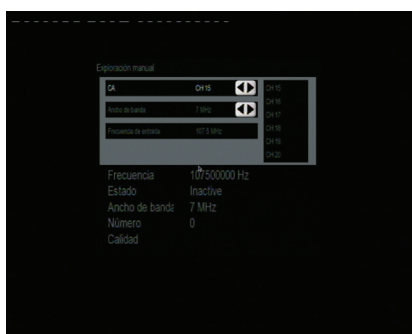 Exploración manual
CA CH 15
Ancho de banda 7 MHz
Frecuencia de entrada 107.5 MHz
CH 15
CH 16
CH 17
CH 18
CH 19
CH 20
Frecuencia 107500000 Hz
Estado Inactive
Ancho de banda 7 MHz
Número 0
Calidad